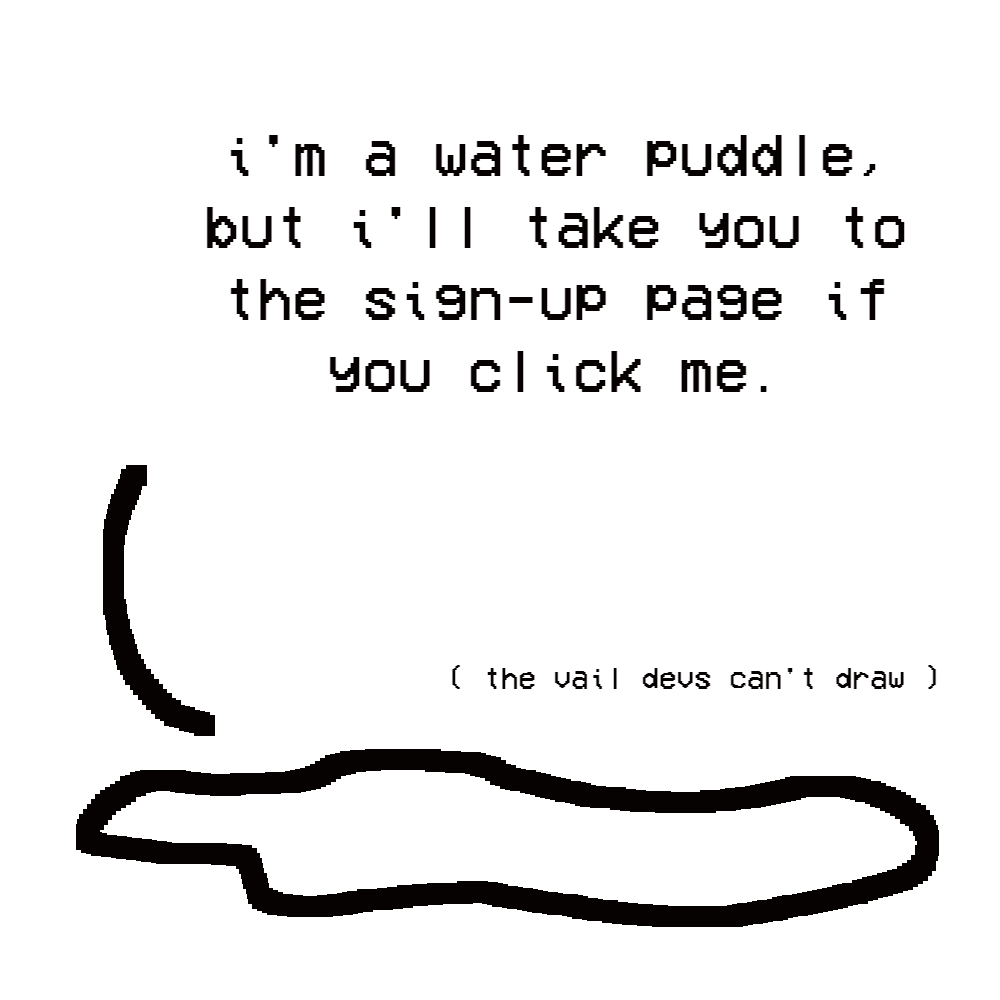 i'm a water puddle,
but i'll take you to
the sign-up page if
you click me.
( the vail devs can't draw )